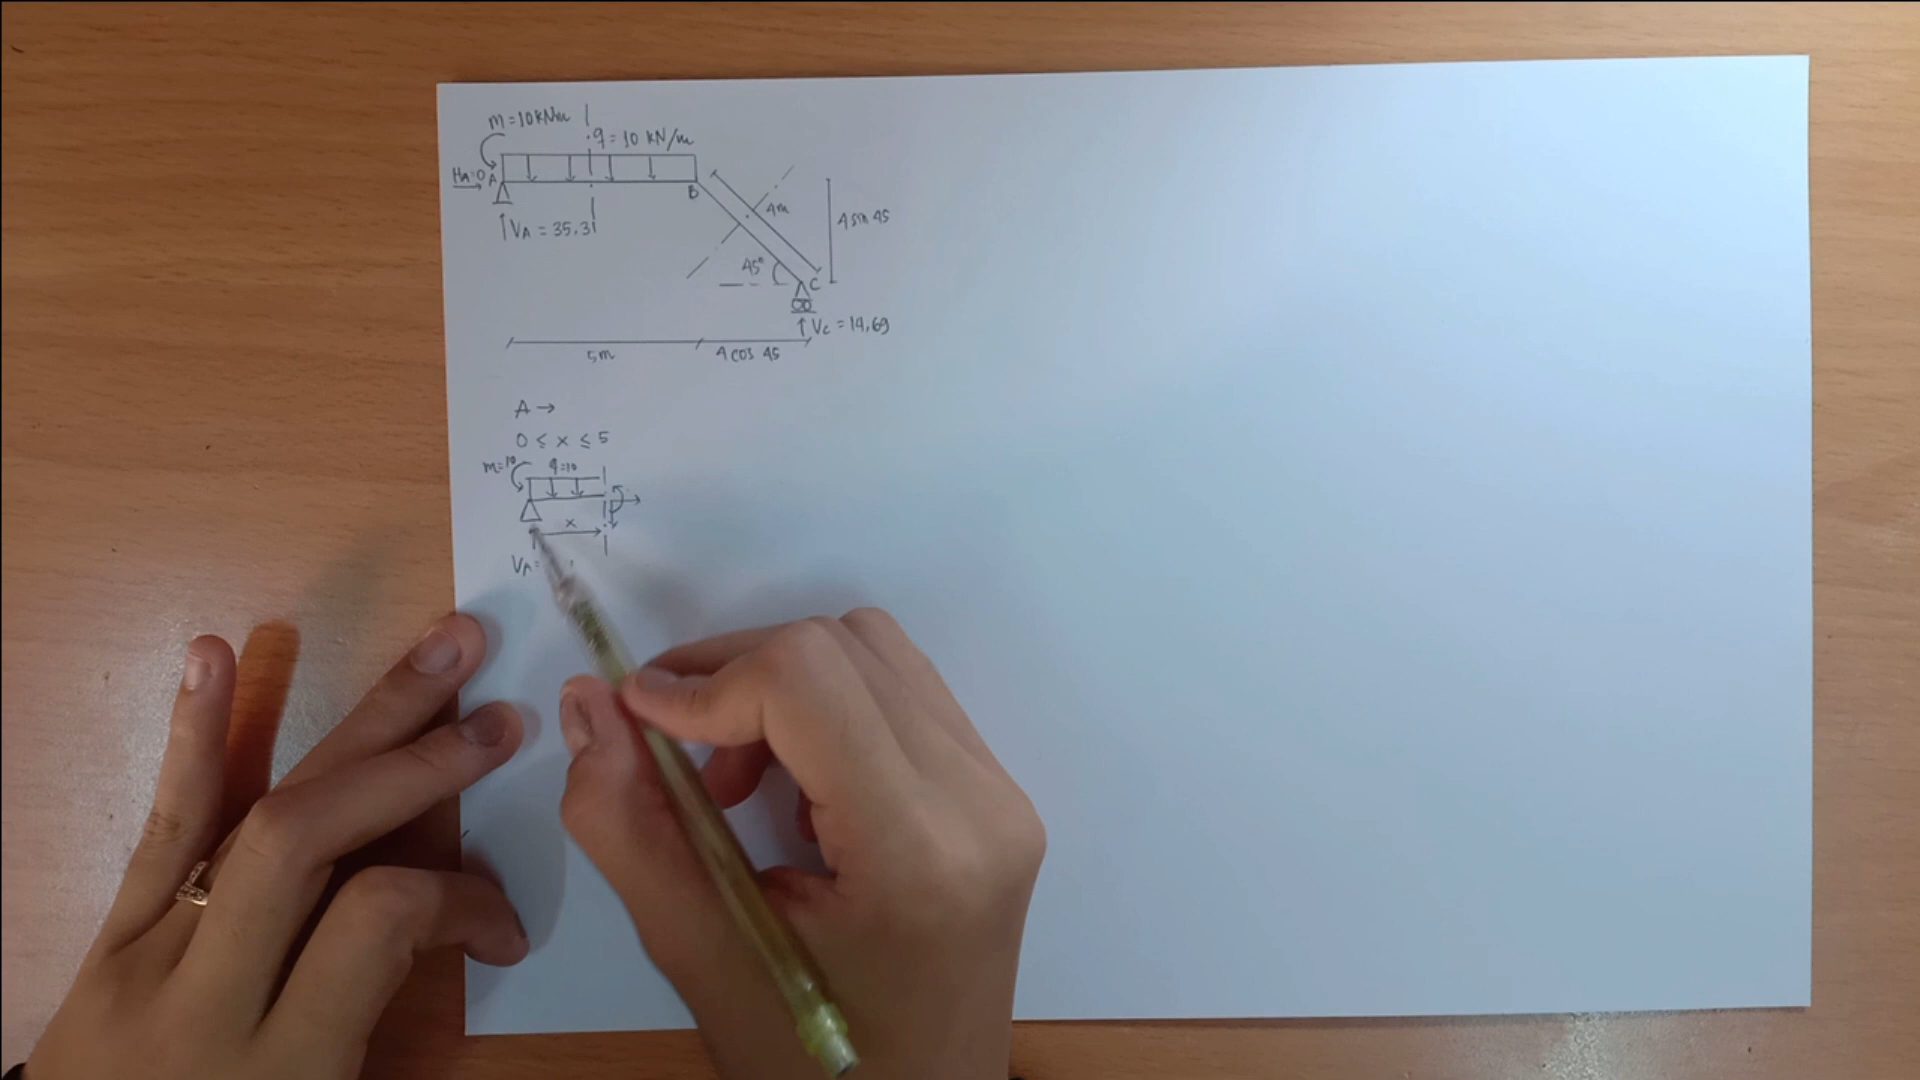 m=10kNm
q=10 kN/m
HA=0 A
B
VA = 35,31
4m
4 sin 45
45°
C
Vc = 14,69
5m
4 cos 45
A →
0 ≤ x ≤ 5
m=10 q=10
x
VA=